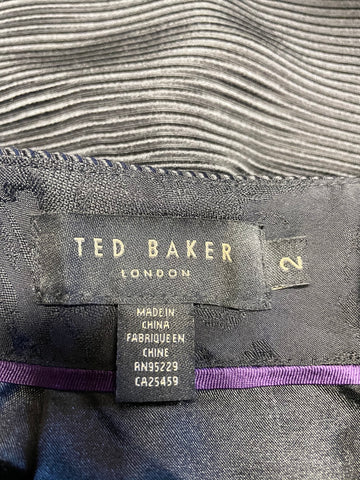 TED BAKER
LONDON
2
MADE IN
CHINA
FABRIQUE EN
CHINE
RN95229
CA25459